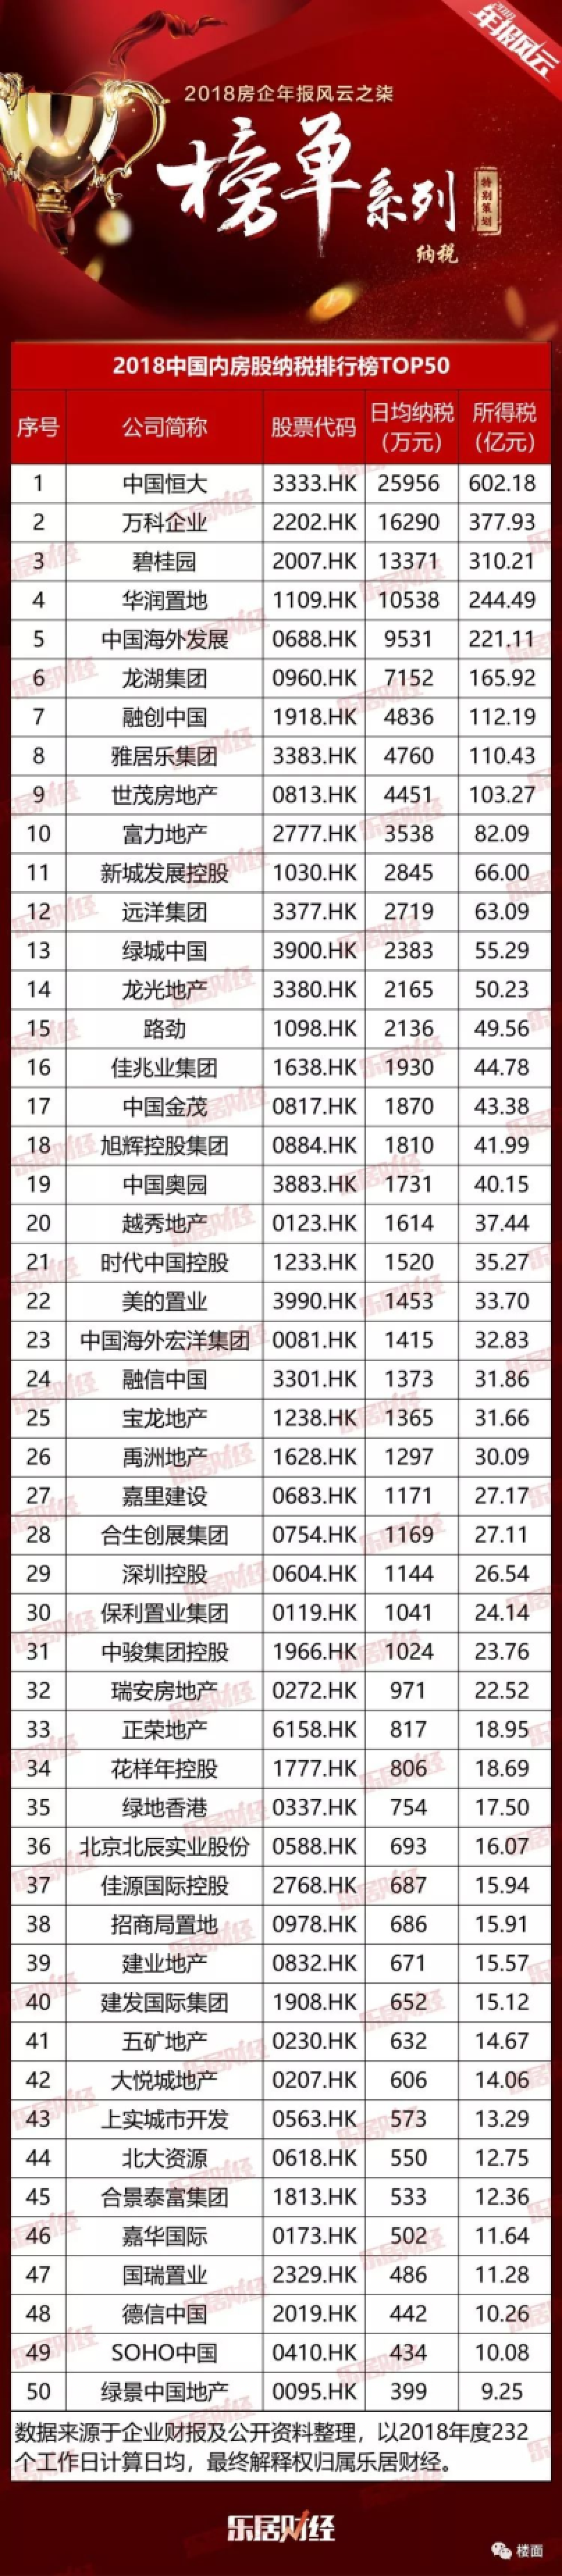 2018
年报风云
2018房企年报风云之柒
榜单系列
特别策划
纳税
2018中国内房股纳税排行榜TOP50
序号 公司简称 股票代码 日均纳税（万元） 所得税（亿元）
1 中国恒大 3333.HK 25956 602.18
2 万科企业 2202.HK 16290 377.93
3 碧桂园 2007.HK 13371 310.21
4 华润置地 1109.HK 10538 244.49
5 中国海外发展 0688.HK 9531 221.11
6 龙湖集团 0960.HK 7152 165.92
7 融创中国 1918.HK 4836 112.19
8 雅居乐集团 3383.HK 4760 110.43
9 世茂房地产 0813.HK 4451 103.27
10 富力地产 2777.HK 3538 82.09
11 新城发展控股 1030.HK 2845 66.00
12 远洋集团 3377.HK 2719 63.09
13 绿城中国 3900.HK 2383 55.29
14 龙光地产 3380.HK 2165 50.23
15 路劲 1098.HK 2136 49.56
16 佳兆业集团 1638.HK 1930 44.78
17 中国金茂 0817.HK 1870 43.38
18 旭辉控股集团 0884.HK 1810 41.99
19 中国奥园 3883.HK 1731 40.15
20 越秀地产 0123.HK 1614 37.44
21 时代中国控股 1233.HK 1520 35.27
22 美的置业 3990.HK 1453 33.70
23 中国海外宏洋集团 0081.HK 1415 32.83
24 融信中国 3301.HK 1373 31.86
25 宝龙地产 1238.HK 1365 31.66
26 禹洲地产 1628.HK 1297 30.09
27 嘉里建设 0683.HK 1171 27.17
28 合生创展集团 0754.HK 1169 27.11
29 深圳控股 0604.HK 1144 26.54
30 保利置业集团 0119.HK 1041 24.14
31 中骏集团控股 1966.HK 1024 23.76
32 瑞安房地产 0272.HK 971 22.52
33 正荣地产 6158.HK 817 18.95
34 花样年控股 1777.HK 806 18.69
35 绿地香港 0337.HK 754 17.50
36 北京北辰实业股份 0588.HK 693 16.07
37 佳源国际控股 2768.HK 687 15.94
38 招商局置地 0978.HK 686 15.91
39 建业地产 0832.HK 671 15.57
40 建发国际集团 1908.HK 652 15.12
41 五矿地产 0230.HK 632 14.67
42 大悦城地产 0207.HK 606 14.06
43 上实城市开发 0563.HK 573 13.29
44 北大资源 0618.HK 550 12.75
45 合景泰富集团 1813.HK 533 12.36
46 嘉华国际 0173.HK 502 11.64
47 国瑞置业 2329.HK 486 11.28
48 德信中国 2019.HK 442 10.26
49 SOHO中国 0410.HK 434 10.08
50 绿景中国地产 0095.HK 399 9.25
数据来源于企业财报及公开资料整理，以2018年度232
个工作日计算日均，最终解释权归属乐居财经。
乐居财经
楼面